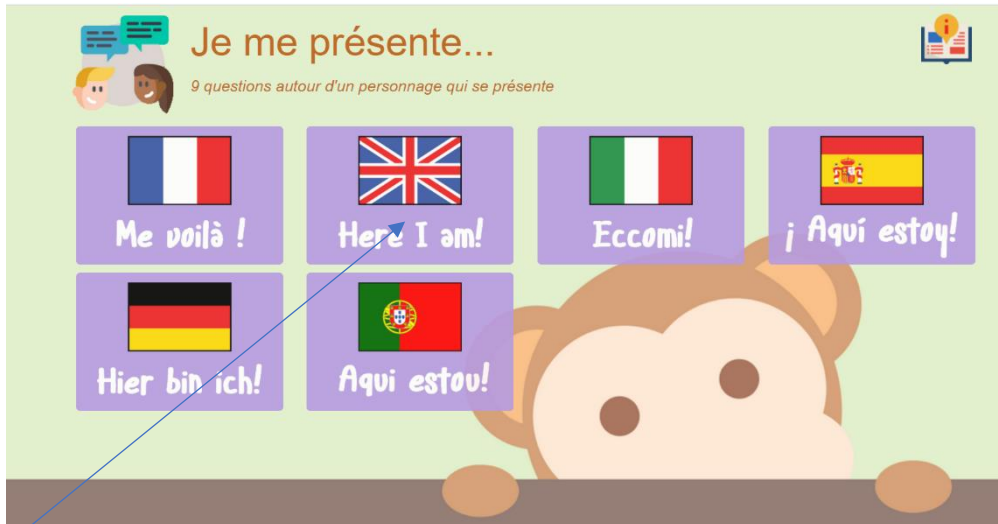 Je me présente...
9 questions autour d'un personnage qui se présente
Me voilà !
Here I am!
Eccomi!
¡ Aquí estoy!
Hier bin ich!
Aqui estou!